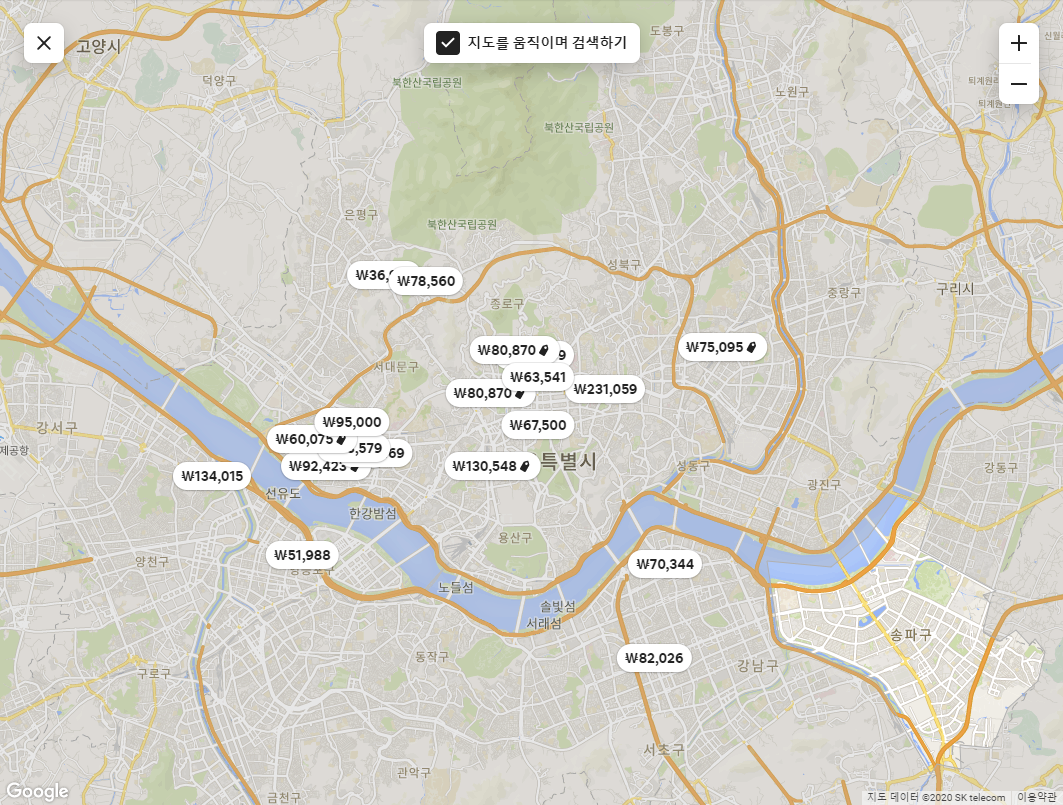 고양시
지도를 움직이며 검색하기
도봉구
덕양구
북한산국립공원
노원구
북한산국립공원
은평구
북한산국립공원
성북구
₩78,560
종로구
중랑구
구리시
₩80,870
₩75,095
서대문구
₩63,541
₩80,870
₩231,059
₩95,000
강서구
₩67,500
₩60,075
제공항
₩92,423
₩130,548
특별시
성동구
강동구
₩134,015
선유도
광진구
한강밤섬
용산구
₩51,988
양천구
₩70,344
노들섬
솔빛섬
서래섬
송파구
동작구
₩82,026
강남구
구로구
서초구
관악구
금천구
Google
지도 데이터 ©2020 SK telecom
이용약관